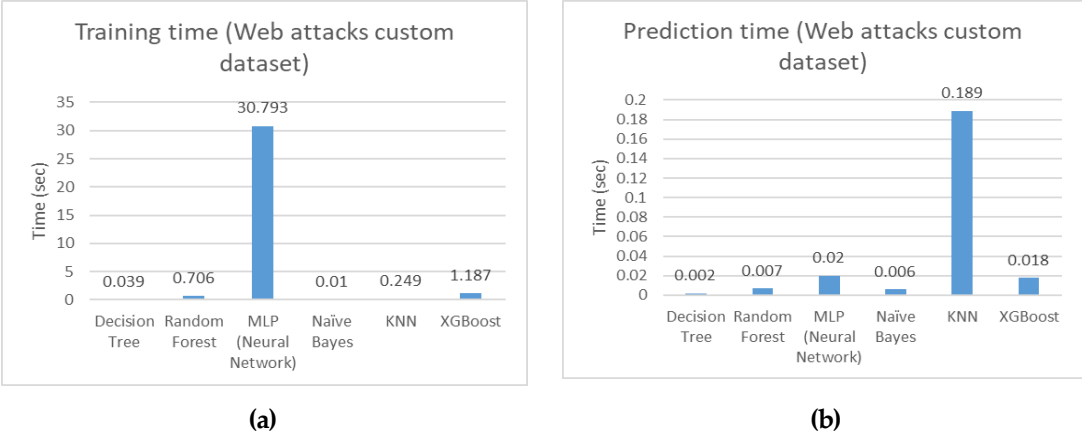 Training time (Web attacks custom
dataset)
Time (sec)
35
30
25
20
15
10
5
0
0.039
0.706
30.793
0.01
0.249
1.187
Decision
Tree
Random
Forest
MLP
(Neural
Network)
Naïve
Bayes
KNN
XGBoost
(a)
Prediction time (Web attacks custom
dataset)
Time (sec)
0.2
0.18
0.16
0.14
0.12
0.1
0.08
0.06
0.04
0.02
0
0.002
0.007
0.02
0.006
0.189
0.018
Decision
Tree
Random
Forest
MLP
(Neural
Network)
Naïve
Bayes
KNN
XGBoost
(b)